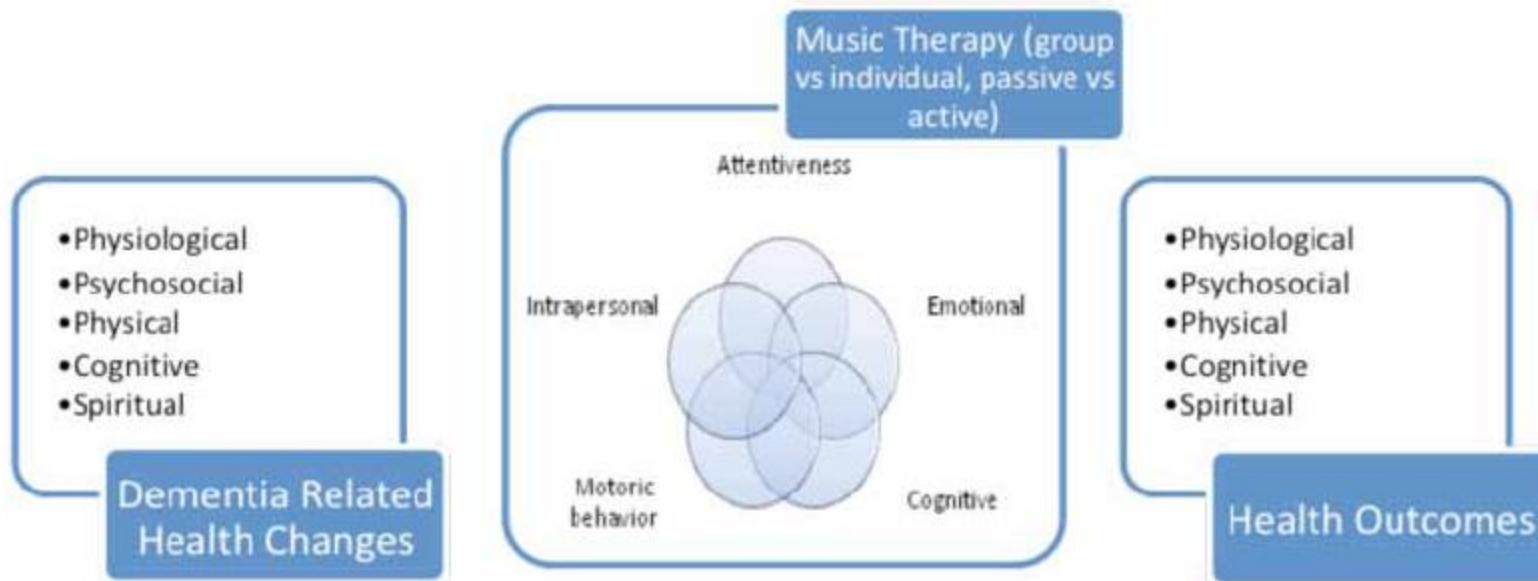 •Physiological
•Psychosocial
•Physical
•Cognitive
•Spiritual
Dementia Related
Health Changes
Music Therapy (group
vs individual, passive vs
active)
Attentiveness
Intrapersonal
Emotional
Motoric
behavior
Cognitive
•Physiological
•Psychosocial
•Physical
•Cognitive
•Spiritual
Health Outcomes